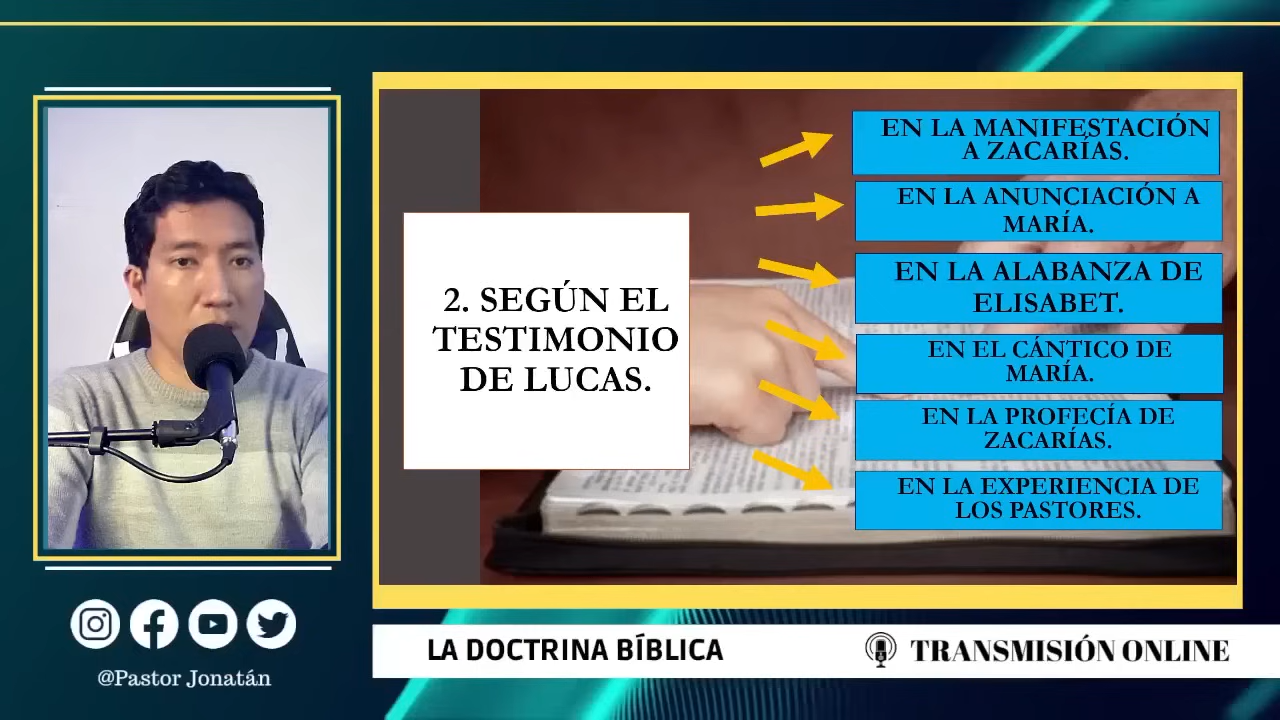 2. SEGÚN EL
TESTIMONIO
DE LUCAS.
EN LA MANIFESTACIÓN
A ZACARÍAS.
EN LA ANUNCIACIÓN A
MARÍA.
EN LA ALABANZA DE
ELISABET.
EN EL CÁNTICO DE
MARÍA.
EN LA PROFECÍA DE
ZACARÍAS.
EN LA EXPERIENCIA DE
LOS PASTORES.
@Pastor Jonatán
LA DOCTRINA BÍBLICA
TRANSMISIÓN ONLINE